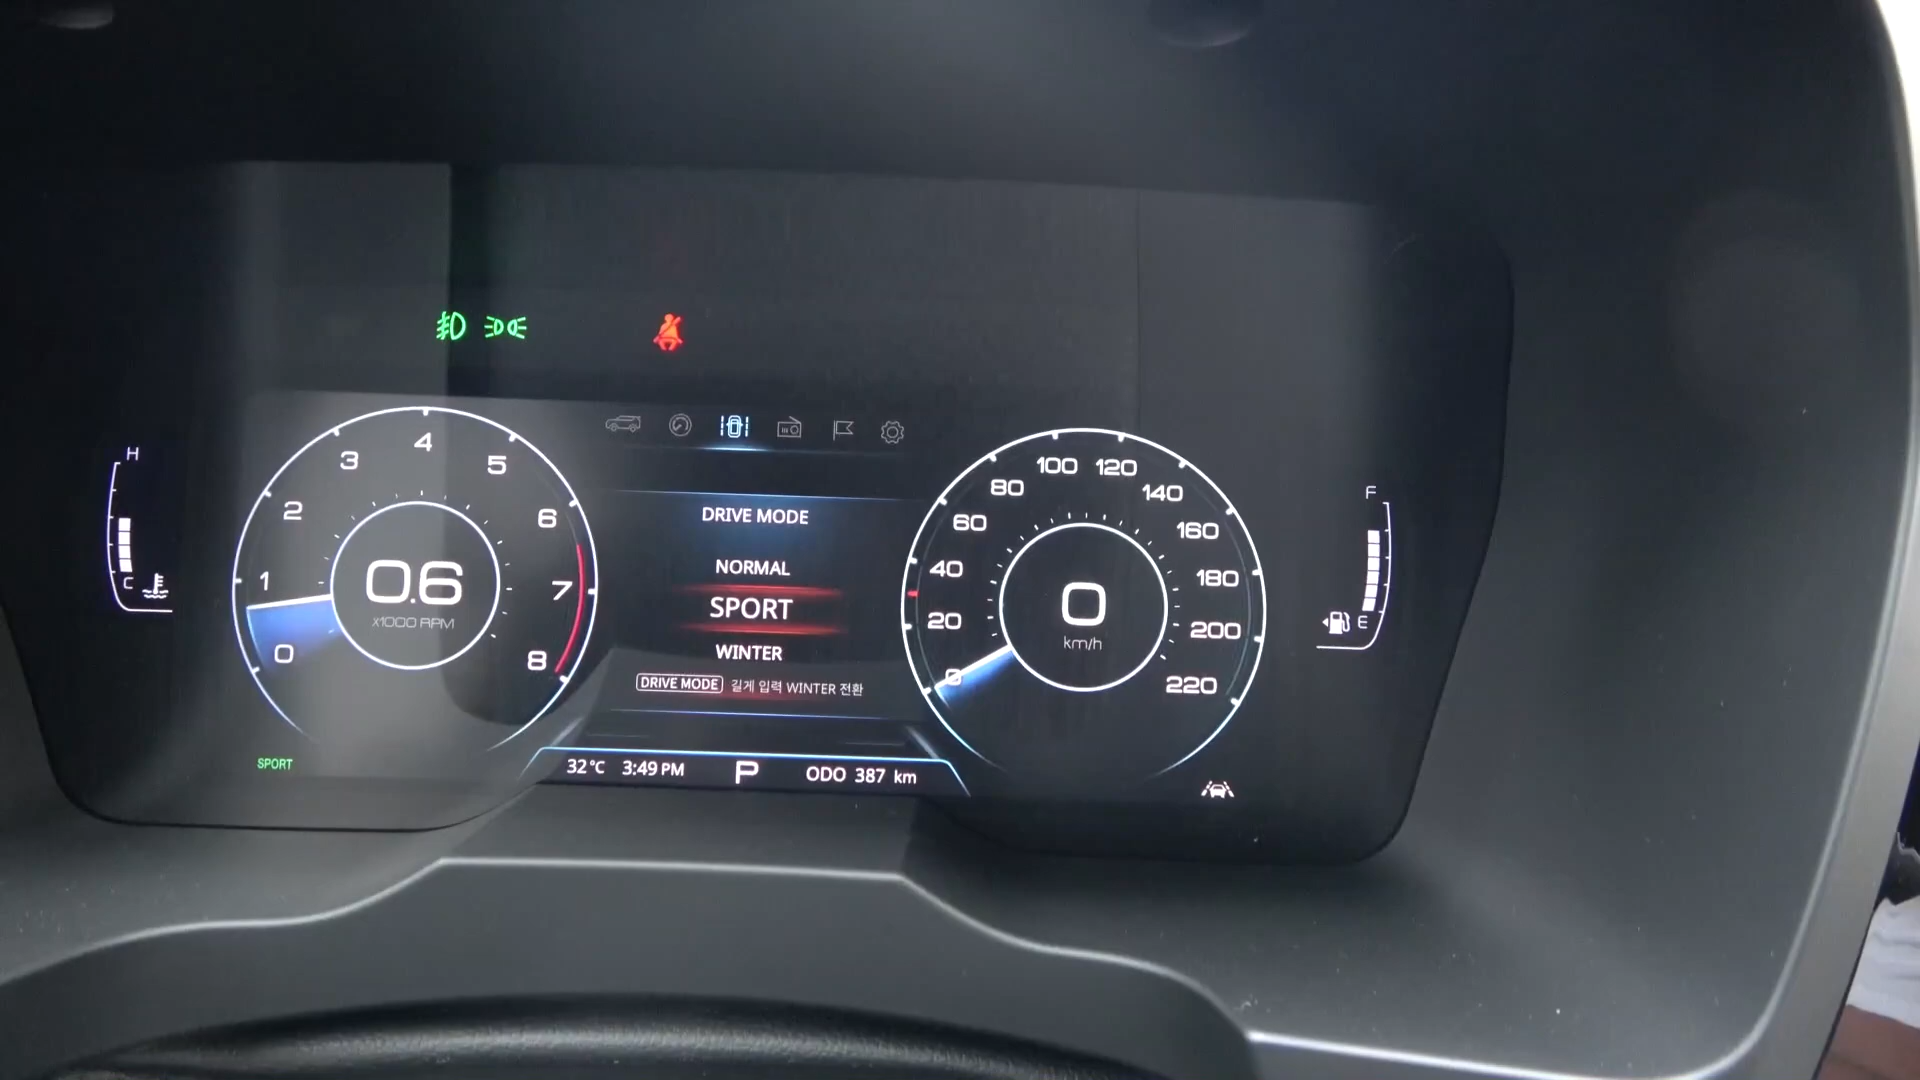 H
C
0
1
2
3
4
5
6
7
8
0.6
x1000 RPM
SPORT
DRIVE MODE
NORMAL
SPORT
WINTER
DRIVE MODE 길게 입력 WINTER 전환
32°C 3:49 PM P ODO 387 km
0
20
40
60
80
100
120
140
160
180
200
220
0
km/h
F
E